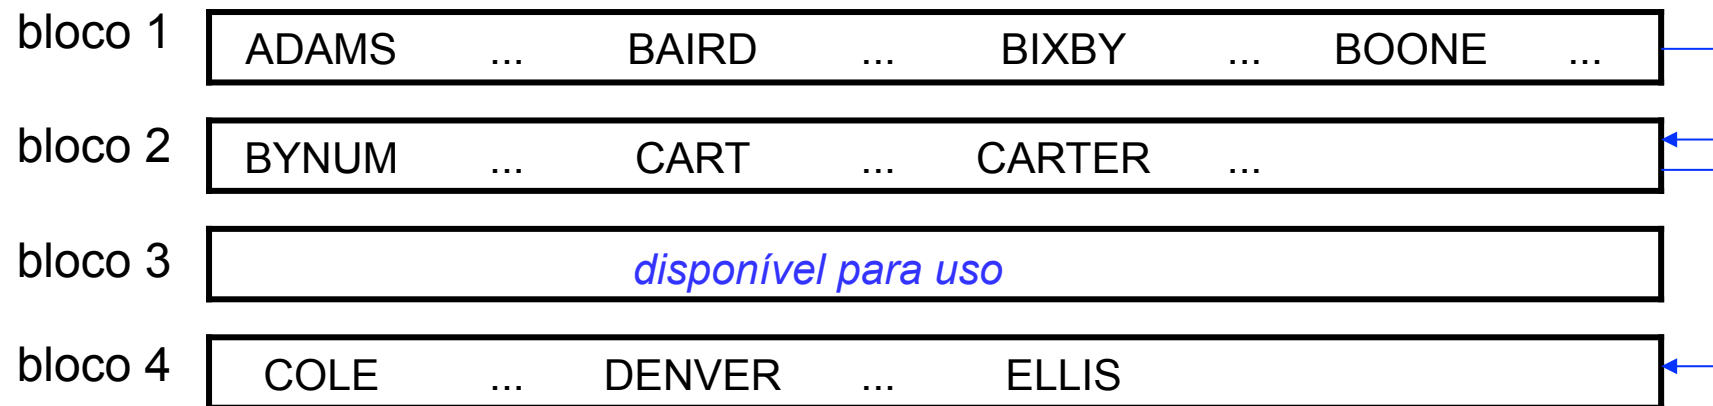 bloco 1 ADAMS ... BAIRD ... BIXBY ... BOONE ...
bloco 2 BYNUM ... CART ... CARTER ...
bloco 3 disponível para uso
bloco 4 COLE ... DENVER ... ELLIS